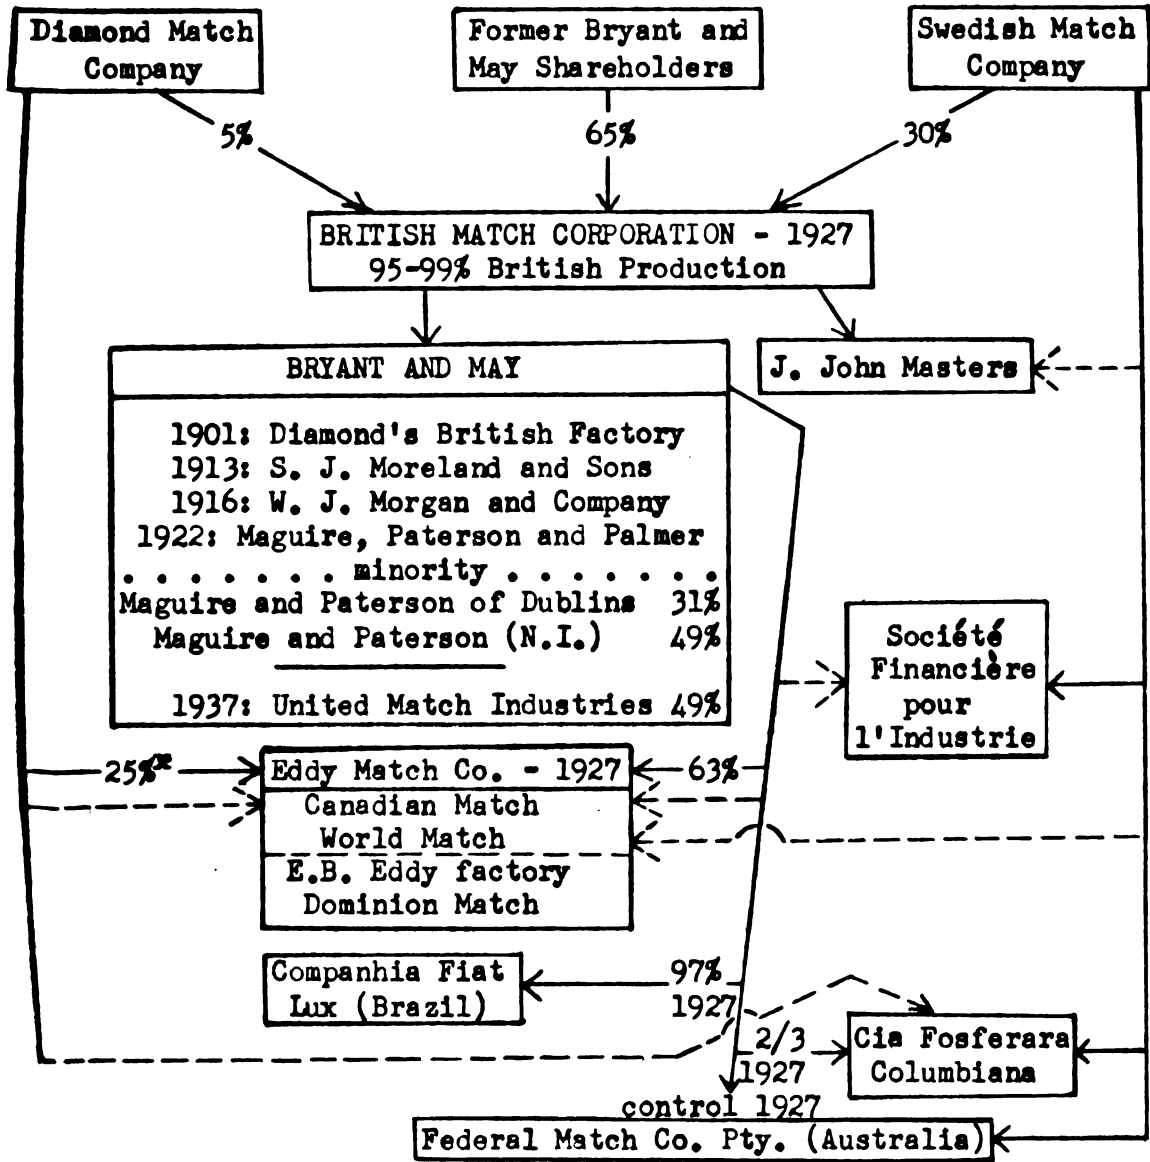 Diamond Match
Company
Former Bryant and
May Shareholders
Swedish Match
Company
5%
65%
30%
BRITISH MATCH CORPORATION - 1927
95-99% British Production
BRYANT AND MAY
J. John Masters
1901: Diamond's British Factory
1913: S. J. Moreland and Sons
1916: W. J. Morgan and Company
1922: Maguire, Paterson and Palmer
. . . . . . . minority . . . . . . .
Maguire and Paterson of Dublins 31%
Maguire and Paterson (N.I.) 49%
1937: United Match Industries 49%
Société
Financière
pour
l'Industrie
25%
Eddy Match Co. - 1927
63%
Canadian Match
World Match
E.B. Eddy factory
Dominion Match
Companhia Fiat
Lux (Brazil)
97%
1927
2/3
1927
Cia Fosferara
Columbiana
control 1927
Federal Match Co. Pty. (Australia)